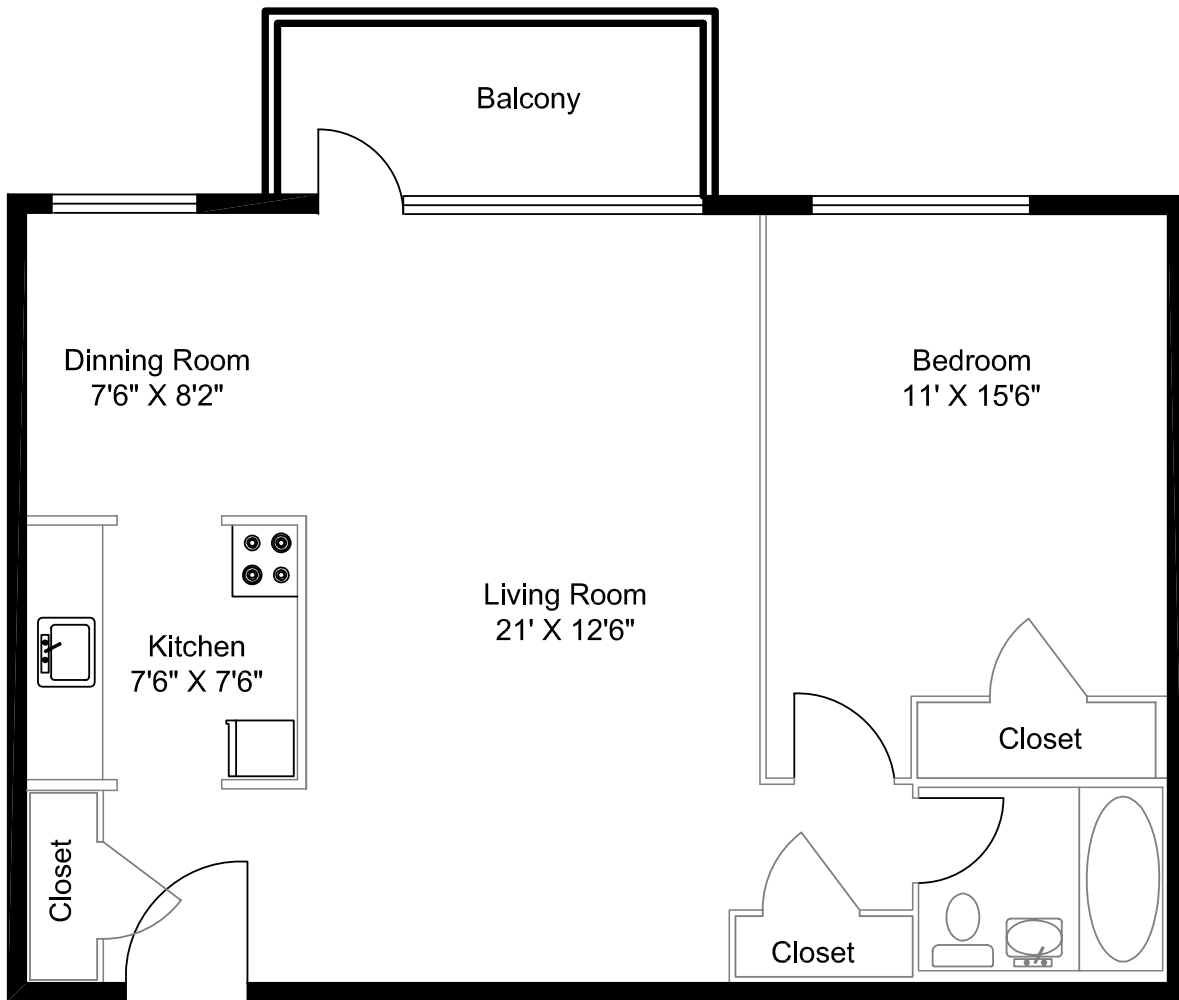 Balcony
Dinning Room
7'6" X 8'2"
Bedroom
11' X 15'6"
Living Room
21' X 12'6"
Kitchen
7'6" X 7'6"
Closet
Closet
Closet